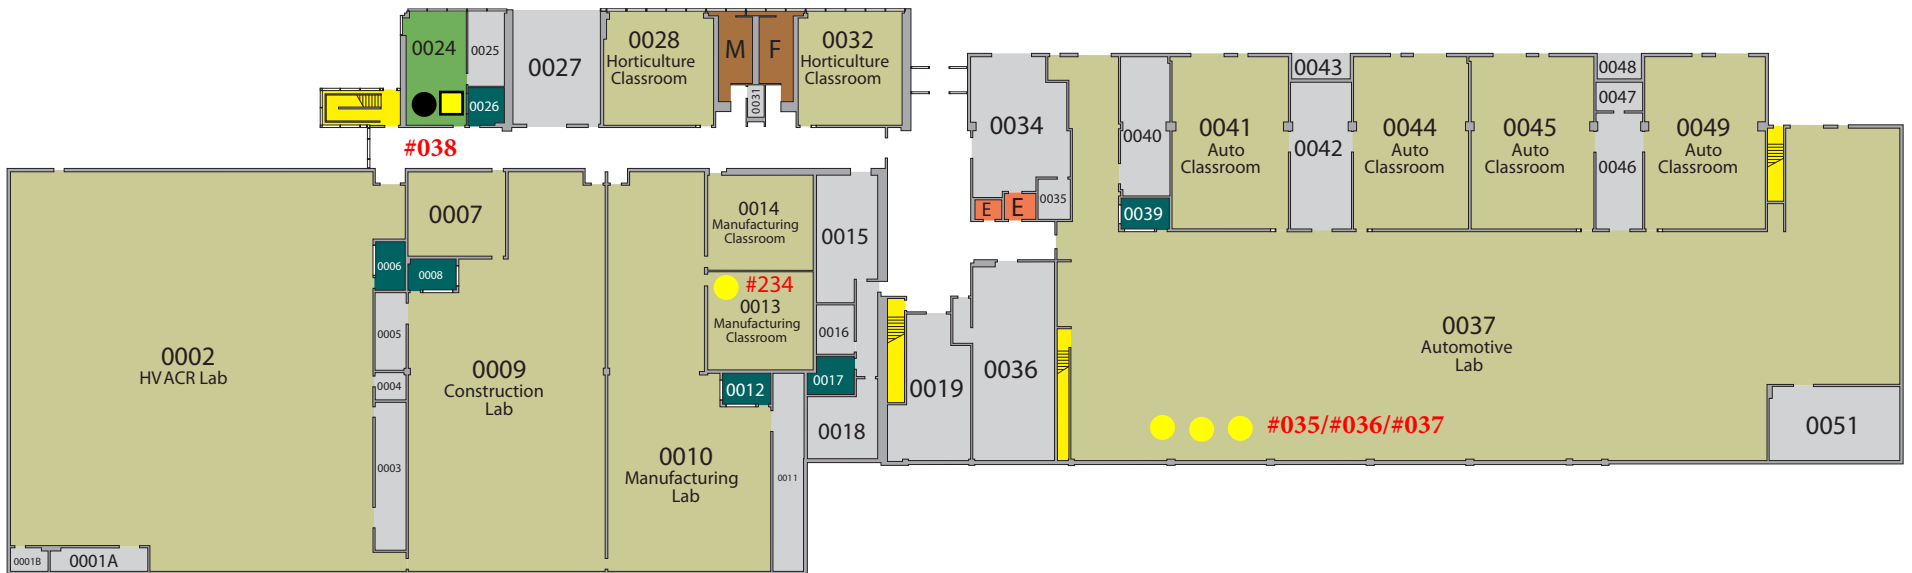 0024
0025
0026
0027
0028
Horticulture
Classroom
M
F
0031
0032
Horticulture
Classroom
#038
0034
0035
E
E
0040
0039
0041
Auto
Classroom
0043
0042
0044
Auto
Classroom
0045
Auto
Classroom
0048
0047
0046
0049
Auto
Classroom
0007
0006
0008
0014
Manufacturing
Classroom
#234
0013
Manufacturing
Classroom
0015
0016
0017
0018
0005
0004
0003
0002
HVACR Lab
0009
Construction
Lab
0012
0010
Manufacturing
Lab
0011
0019
0036
0037
Automotive
Lab
#035/#036/#037
0051
0001B
0001A